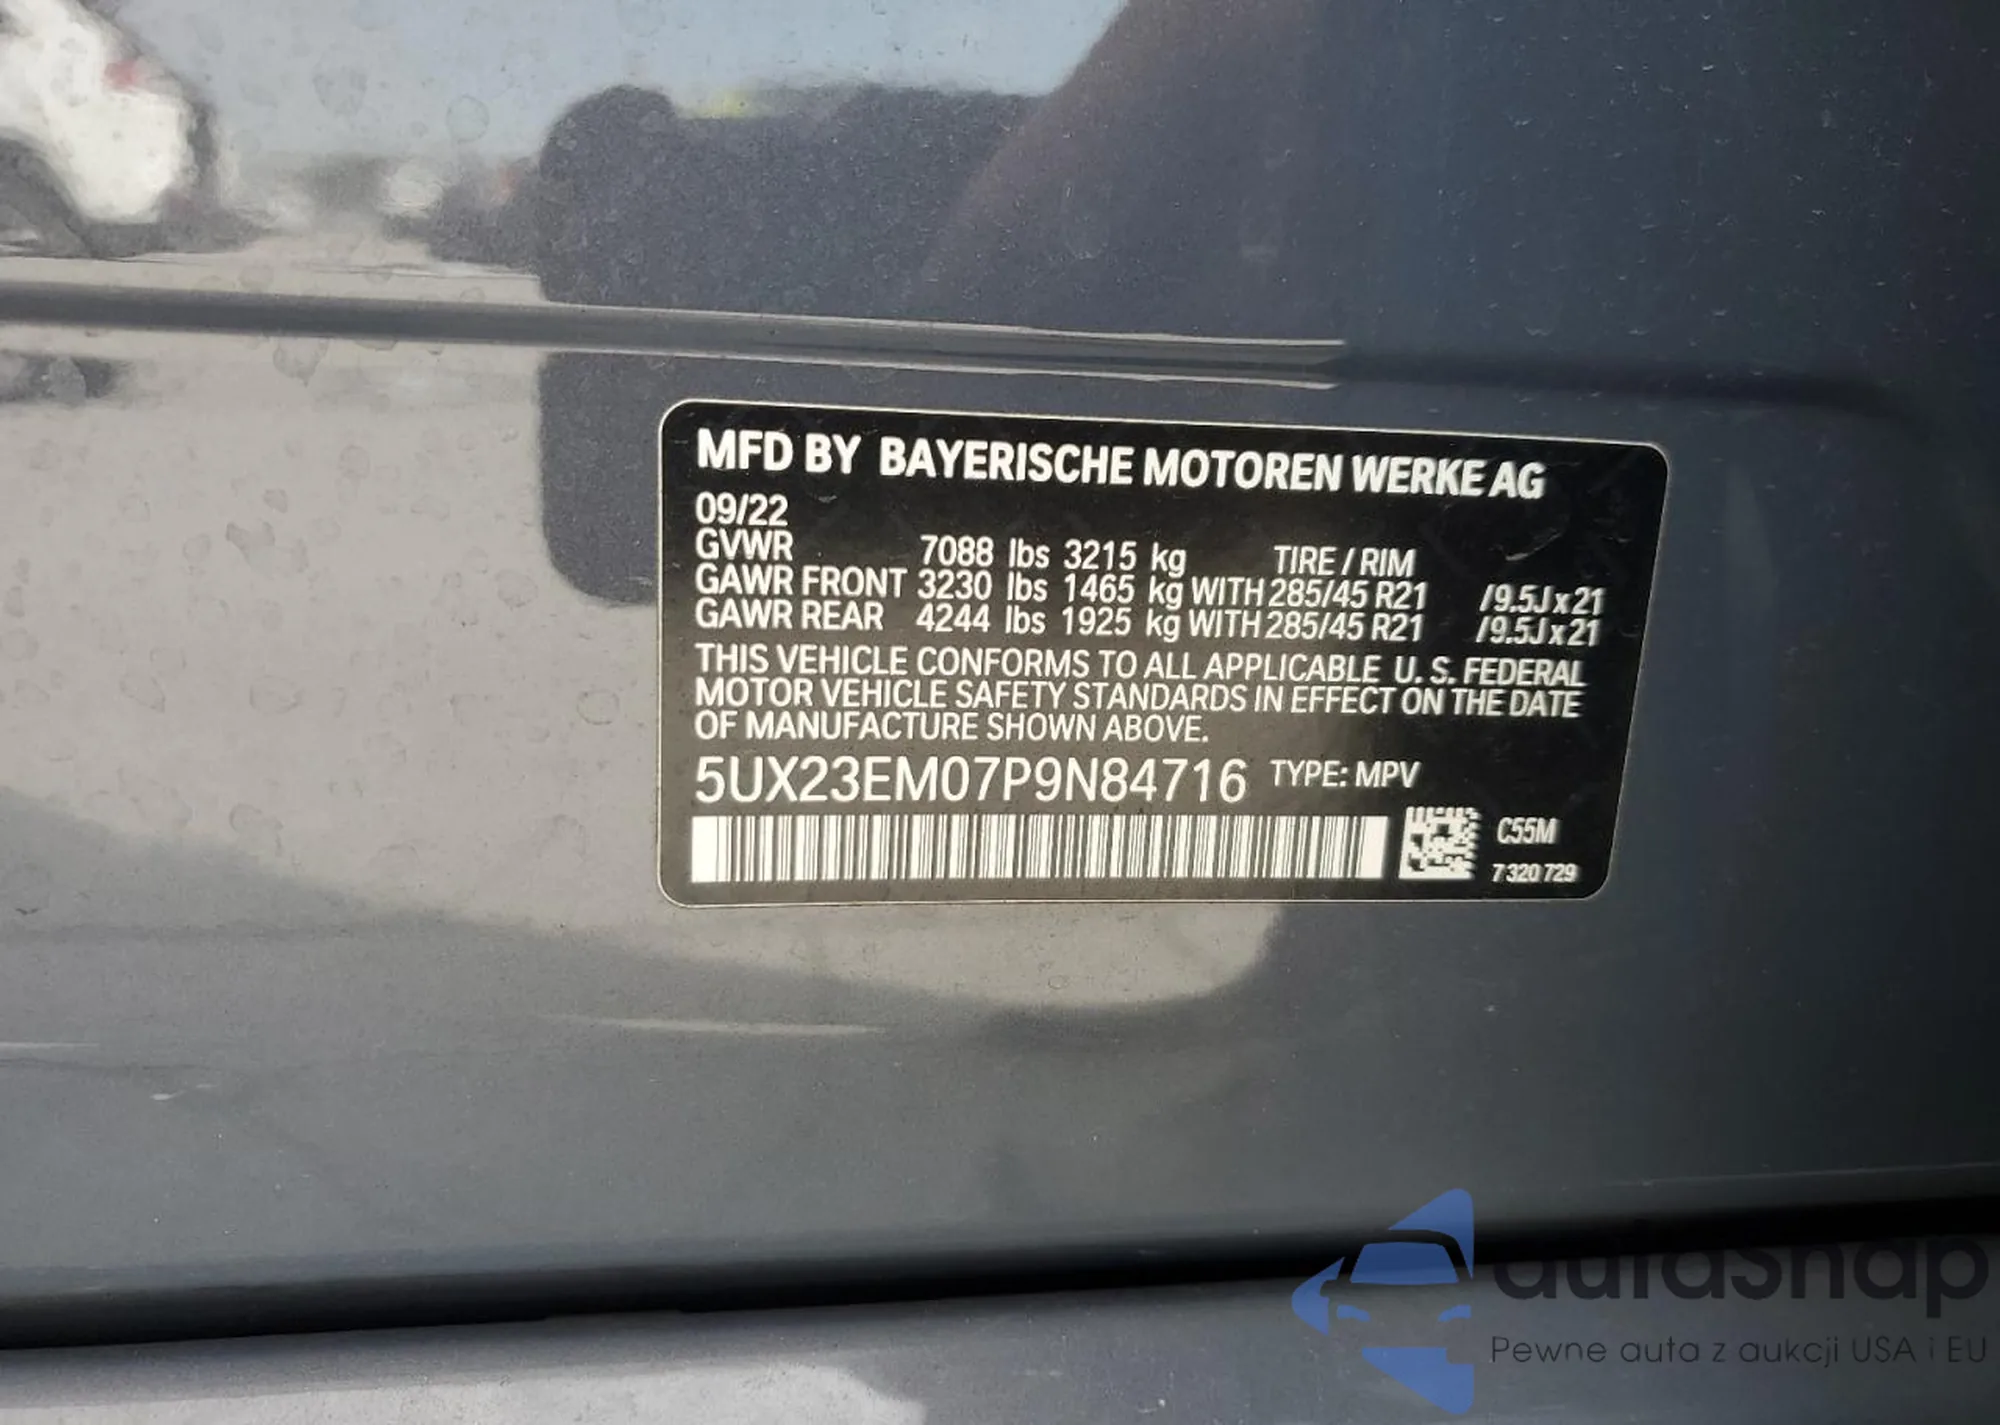 MFD BY BAYERISCHE MOTOREN WERKE AG
09/22
GVWR 7088 lbs 3215 kg TIRE / RIM
GAWR FRONT 3230 lbs 1465 kg WITH 285/45 R21 /9.5J x 21
GAWR REAR 4244 lbs 1925 kg WITH 285/45 R21 /9.5J x 21
THIS VEHICLE CONFORMS TO ALL APPLICABLE U. S. FEDERAL
MOTOR VEHICLE SAFETY STANDARDS IN EFFECT ON THE DATE
OF MANUFACTURE SHOWN ABOVE.
5UX23EM07P9N84716 TYPE: MPV
C55M
7 320 729
auraSnap
Pewne auta z aukcji USA i EU